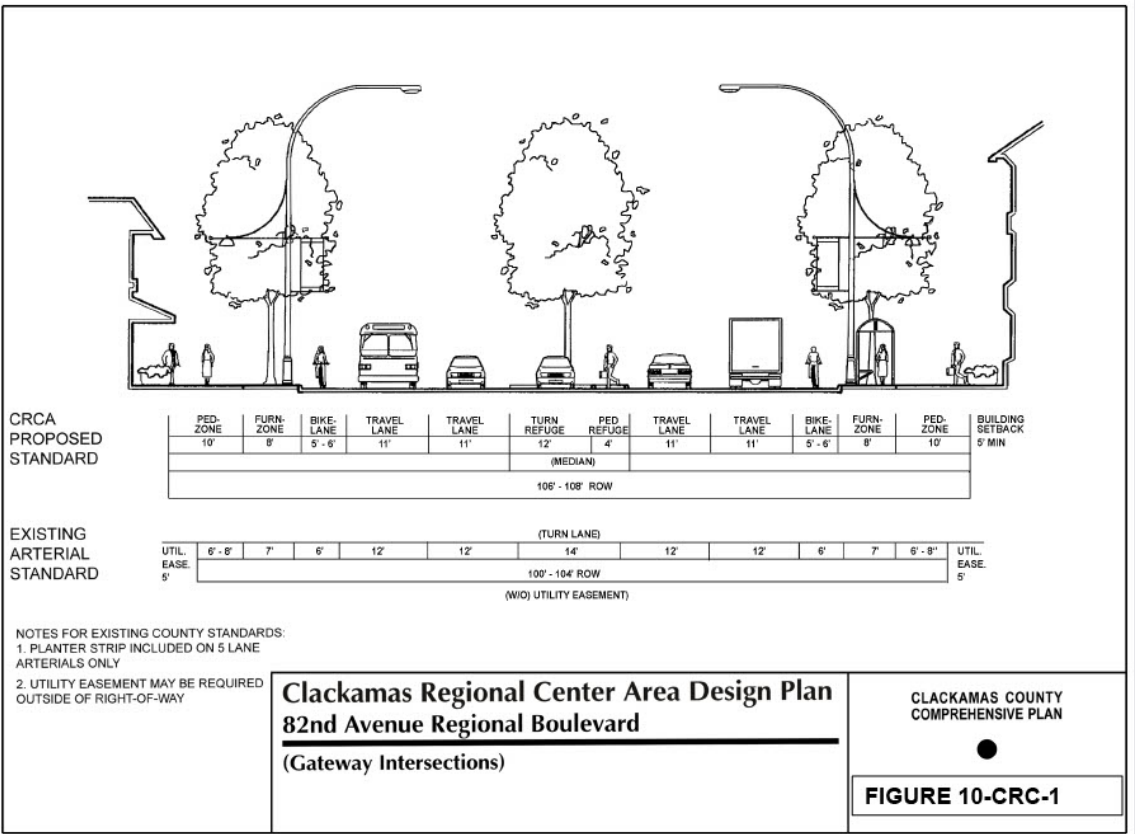 CRCA
PROPOSED
STANDARD
PED-
ZONE
FURN-
ZONE
BIKE-
LANE
TRAVEL
LANE
TRAVEL
LANE
TURN
REFUGE
PED
REFUGE
TRAVEL
LANE
TRAVEL
LANE
BIKE-
LANE
FURN-
ZONE
PED-
ZONE
BUILDING
SETBACK
10' 8' 5' - 6' 11' 11' 12' 4' 11' 11' 5' - 6' 8' 10' 5' MIN
(MEDIAN)
106' - 108' ROW
EXISTING
ARTERIAL
STANDARD
(TURN LANE)
UTIL.
EASE.
5'
6' - 8' 7' 6' 12' 12' 14' 12' 12' 6' 7' 6' - 8"
UTIL.
EASE.
5'
100' - 104' ROW
(W/O) UTILITY EASEMENT)
NOTES FOR EXISTING COUNTY STANDARDS:
1. PLANTER STRIP INCLUDED ON 5 LANE
ARTERIALS ONLY
2. UTILITY EASEMENT MAY BE REQUIRED
OUTSIDE OF RIGHT-OF-WAY
Clackamas Regional Center Area Design Plan
82nd Avenue Regional Boulevard
(Gateway Intersections)
CLACKAMAS COUNTY
COMPREHENSIVE PLAN
FIGURE 10-CRC-1